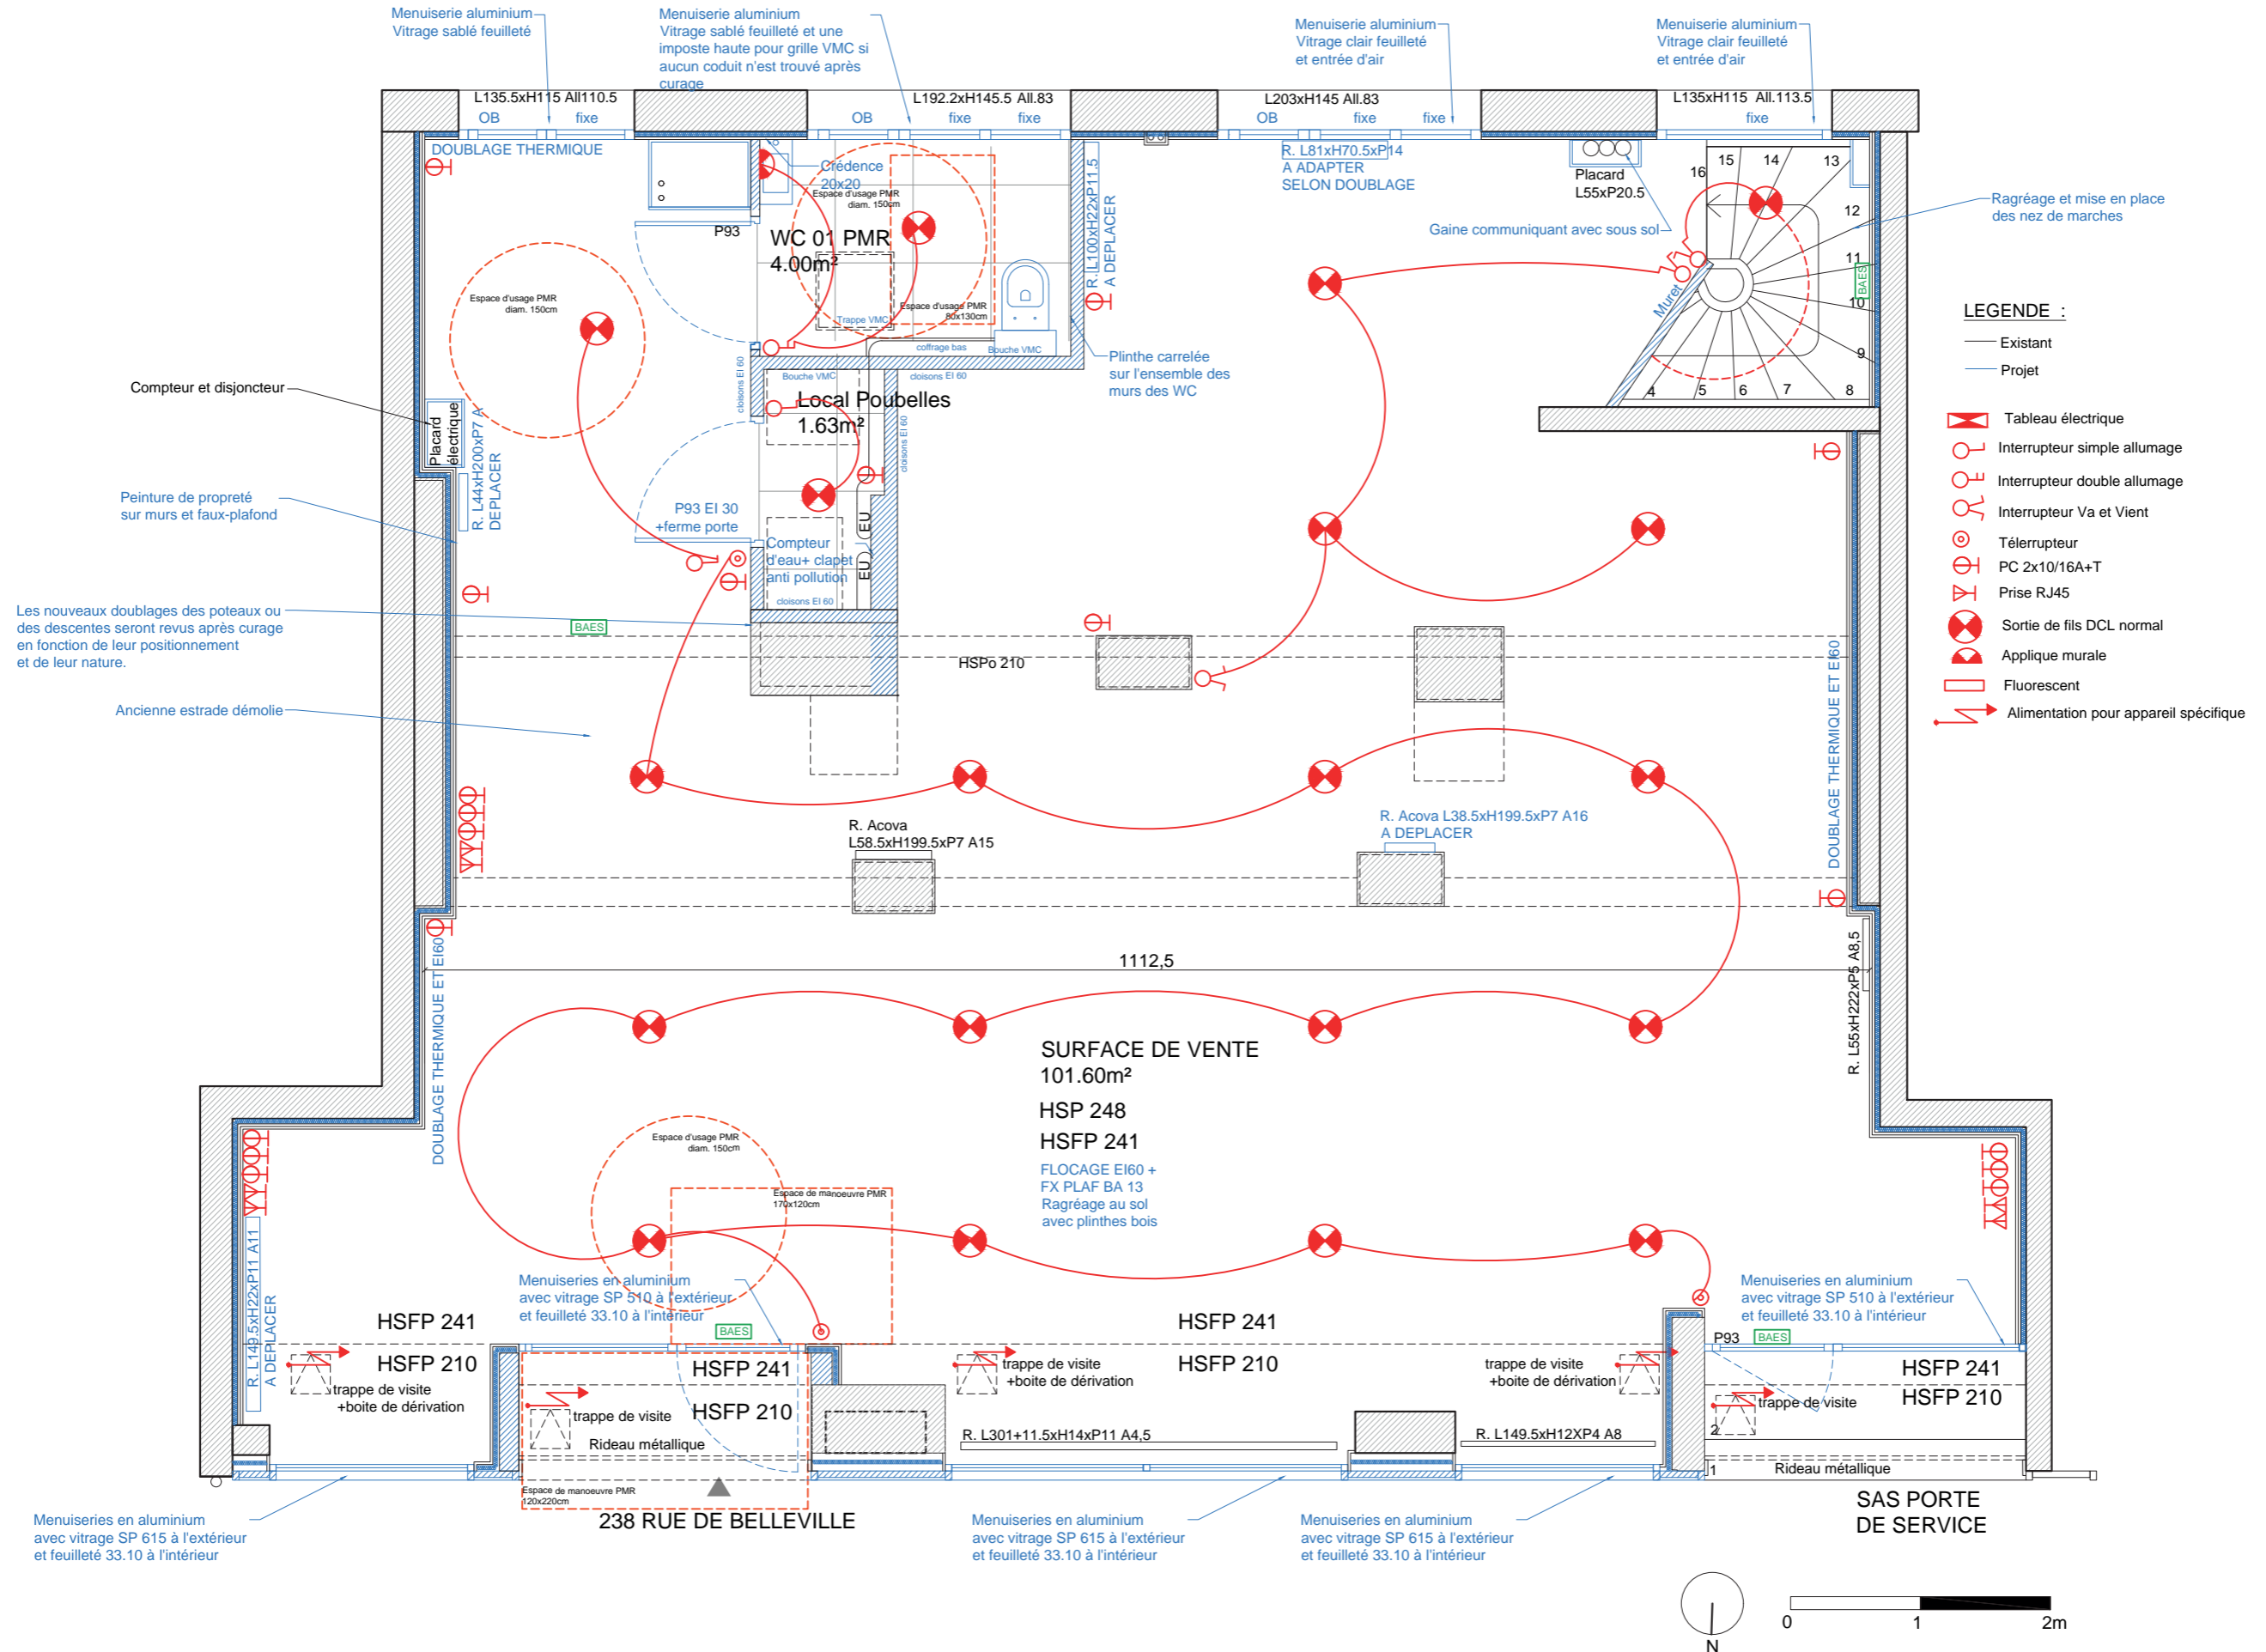 Menuiserie aluminium
Vitrage sablé feuilleté
Menuiserie aluminium
Vitrage sablé feuilleté et une
imposte haute pour grille VMC si
aucun coduit n'est trouvé après
curage
Menuiserie aluminium
Vitrage clair feuilleté
et entrée d'air
Menuiserie aluminium
Vitrage clair feuilleté
et entrée d'air
L135.5xH115 All110.5
OB
fixe
L192.2xH145.5 All.83
OB
fixe
fixe
L203xH145 All.83
OB
fixe
fixe
L135xH115 All.113.5
fixe
DOUBLAGE THERMIQUE
Crédence
20x20
Espace d'usage PMR
diam. 150cm
R. L100xH22xP11.5
A DEPLACER
R. L81xH70.5xP14
A ADAPTER
SELON DOUBLAGE
Placard
L55xP20.5
Gaine communiquant avec sous sol
16
15
14
13
12
11
10
9
8
7
6
5
4
Muret
BAES
Ragréage et mise en place
des nez de marches
P93
WC 01 PMR
4.00m²
Espace d'usage PMR
diam. 150cm
Espace d'usage PMR
80x130cm
Trappe VMC
coffrage bas
Bouche VMC
Plinthe carrelée
sur l'ensemble des
murs des WC
cloisons EI 60
Bouche VMC
cloisons EI 60
Local Poubelles
1.63m²
cloisons EI 60
Compteur et disjoncteur
Placard
électrique
R. L44xH200xP7 A
DEPLACER
Peinture de propreté
sur murs et faux-plafond
P93 EI 30
+ferme porte
EU
EU
Compteur
d'eau+ clapet
anti pollution
cloisons EI 60
Les nouveaux doublages des poteaux ou
des descentes seront revus après curage
en fonction de leur positionnement
et de leur nature.
BAES
HSPo 210
Ancienne estrade démolie
DOUBLAGE THERMIQUE ET EI60
LEGENDE :
Existant
Projet
Tableau électrique
Interrupteur simple allumage
Interrupteur double allumage
Interrupteur Va et Vient
Télerrupteur
PC 2x10/16A+T
Prise RJ45
Sortie de fils DCL normal
Applique murale
Fluorescent
Alimentation pour appareil spécifique
R. Acova
L58.5xH199.5xP7 A15
R. Acova L38.5xH199.5xP7 A16
A DEPLACER
DOUBLAGE THERMIQUE ET EI60
1112,5
R. L55xH222xP5 A8,5
SURFACE DE VENTE
101.60m²
HSP 248
HSFP 241
FLOCAGE EI60 +
FX PLAF BA 13
Ragréage au sol
avec plinthes bois
Espace d'usage PMR
diam. 150cm
Espace de manoeuvre PMR
170x120cm
R. L149.5xH22xP11 A11
A DEPLACER
Menuiseries en aluminium
avec vitrage SP 510 à l'extérieur
et feuilleté 33.10 à l'intérieur
Menuiseries en aluminium
avec vitrage SP 510 à l'extérieur
et feuilleté 33.10 à l'intérieur
HSFP 241
HSFP 210
BAES
HSFP 241
HSFP 210
HSFP 241
HSFP 210
P93
BAES
HSFP 241
HSFP 210
trappe de visite
+boite de dérivation
trappe de visite
Rideau métallique
trappe de visite
+boite de dérivation
trappe de visite
+boite de dérivation
trappe de visite
2
1
Rideau métallique
R. L301+11.5xH14xP11 A4,5
R. L149.5xH12XP4 A8
Espace de manoeuvre PMR
120x220cm
238 RUE DE BELLEVILLE
SAS PORTE
DE SERVICE
Menuiseries en aluminium
avec vitrage SP 615 à l'extérieur
et feuilleté 33.10 à l'intérieur
Menuiseries en aluminium
avec vitrage SP 615 à l'extérieur
et feuilleté 33.10 à l'intérieur
Menuiseries en aluminium
avec vitrage SP 615 à l'extérieur
et feuilleté 33.10 à l'intérieur
N
0
1
2m